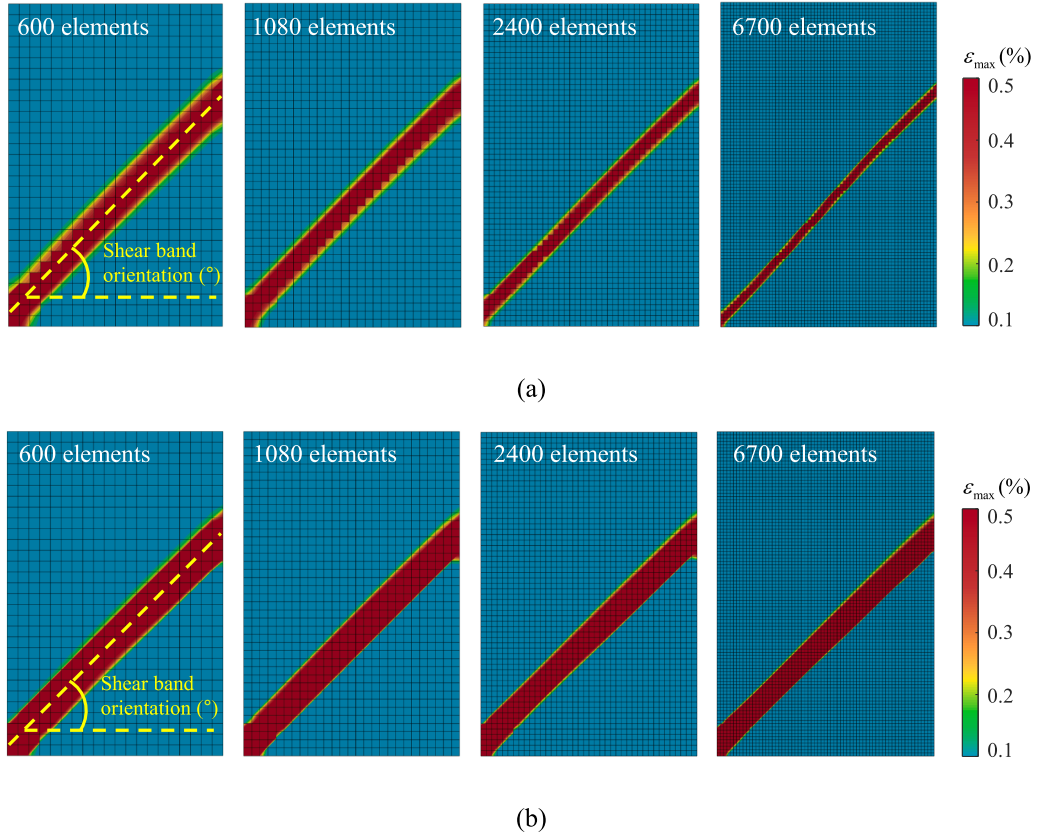 600 elements
1080 elements
2400 elements
6700 elements
εmax (%)
0.5
0.4
0.3
0.2
0.1
Shear band
orientation (°)
(a)
600 elements
1080 elements
2400 elements
6700 elements
εmax (%)
0.5
0.4
0.3
0.2
0.1
Shear band
orientation (°)
(b)